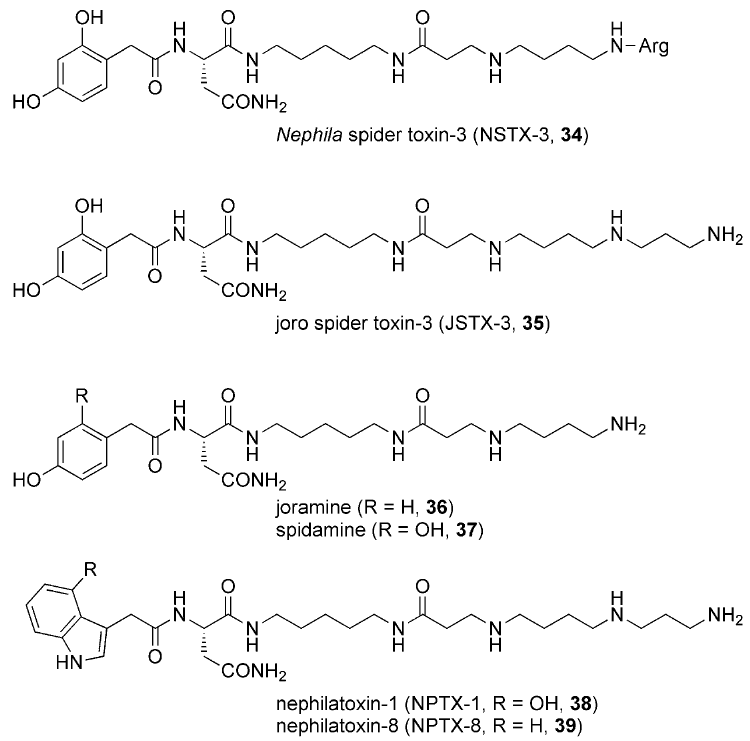 OH
H
N
O
O
N
H
H
N
O
N
H
H
N–Arg
HO
O
CONH2
Nephila spider toxin-3 (NSTX-3, 34)
OH
H
N
O
N
H
N
H
O
N
H
H
N
NH2
HO
O
CONH2
joro spider toxin-3 (JSTX-3, 35)
R
H
N
O
N
H
N
H
O
N
H
NH2
HO
O
CONH2
joramine (R = H, 36)
spidamine (R = OH, 37)
R
H
N
O
N
H
N
H
O
N
H
H
N
NH2
HN
O
CONH2
nephilatoxin-1 (NPTX-1, R = OH, 38)
nephilatoxin-8 (NPTX-8, R = H, 39)